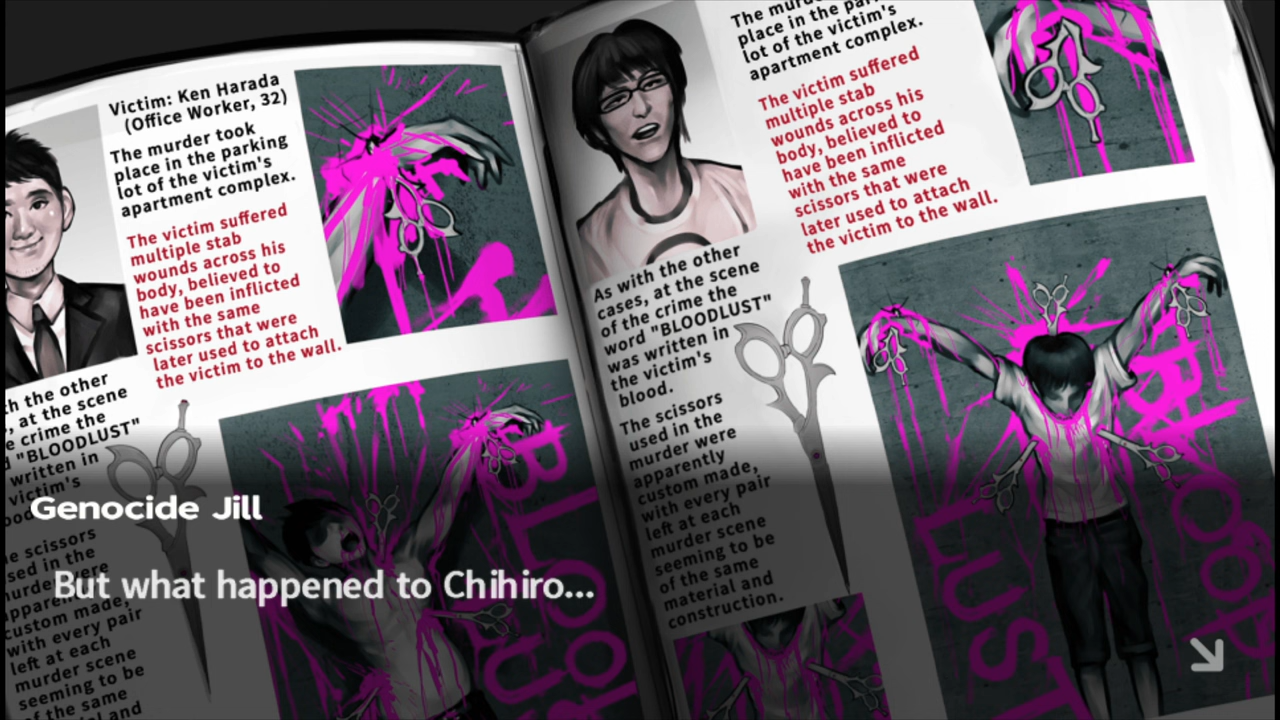 Victim: Ken Harada
(Office Worker, 32)
The murder took
place in the parking
lot of the victim's
apartment complex.
The victim suffered
multiple stab
wounds across his
body, believed to
have been inflicted
with the same
scissors that were
later used to attach
the victim to the wall.
the other
, at the scene
crime the
"BLOODLUST"
written in
victim's
scissors
in the
were
custom made,
with every pair
left at each
murder scene
seeming to be
of the same
and
BLOOD
LUST
The murder
place in the
lot of the victim's
apartment complex.
The victim suffered
multiple stab
wounds across his
body, believed to
have been inflicted
with the same
scissors that were
later used to attach
the victim to the wall.
As with the other
cases, at the scene
of the crime the
word "BLOODLUST"
was written in
the victim's
blood.
The scissors
used in the
murder were
apparently
custom made,
with every pair
left at each
murder scene
seeming to be
of the same
material and
construction.
BLOOD
LUST
Genocide Jill
But what happened to Chihiro...